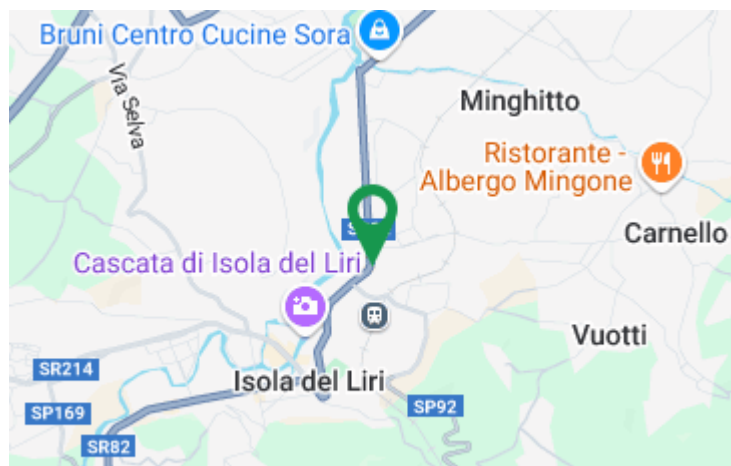 Bruni Centro Cucine Sora
Via Selva
Minghitto
Ristorante -
Albergo Mingone
Carnello
Cascata di Isola del Liri
Vuotti
SR214
Isola del Liri
SP169
SP92
SR82